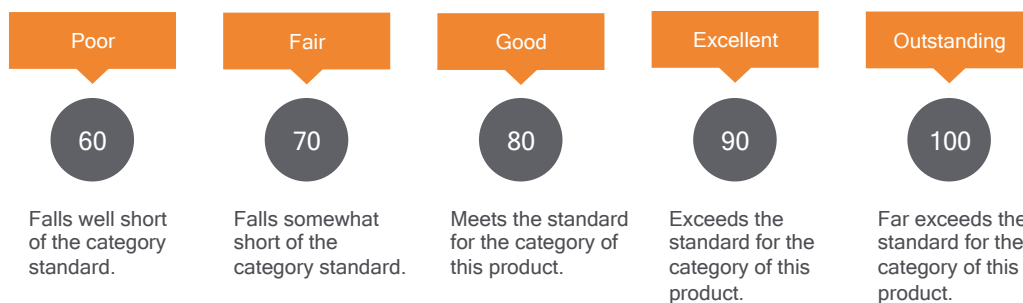 Poor
60
Falls well short
of the category
standard.
Fair
70
Falls somewhat
short of the
category standard.
Good
80
Meets the standard
for the category of
this product.
Excellent
90
Exceeds the
standard for the
category of this
product.
Outstanding
100
Far exceeds the
standard for the
category of this
product.